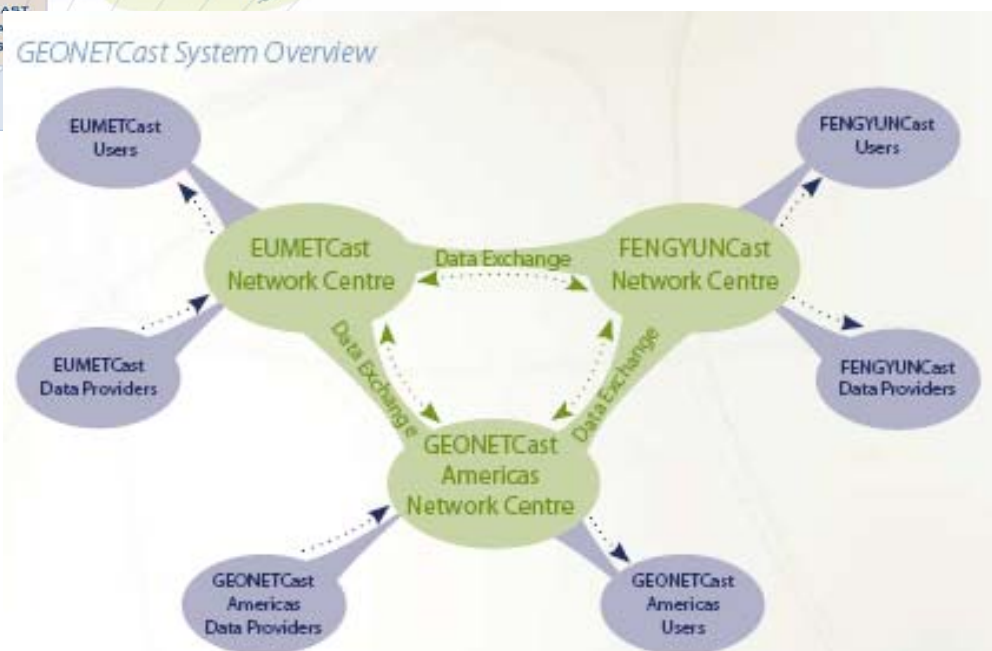 GEONETCast System Overview
EUMETCast
Users
FENGYUNCast
Users
EUMETCast
Network Centre
Data Exchange
FENGYUNCast
Network Centre
EUMETCast
Data Providers
Data Exchange
Data Exchange
FENGYUNCast
Data Providers
GEONETCast
Americas
Network Centre
GEONETCast
Americas
Data Providers
GEONETCast
Americas
Users